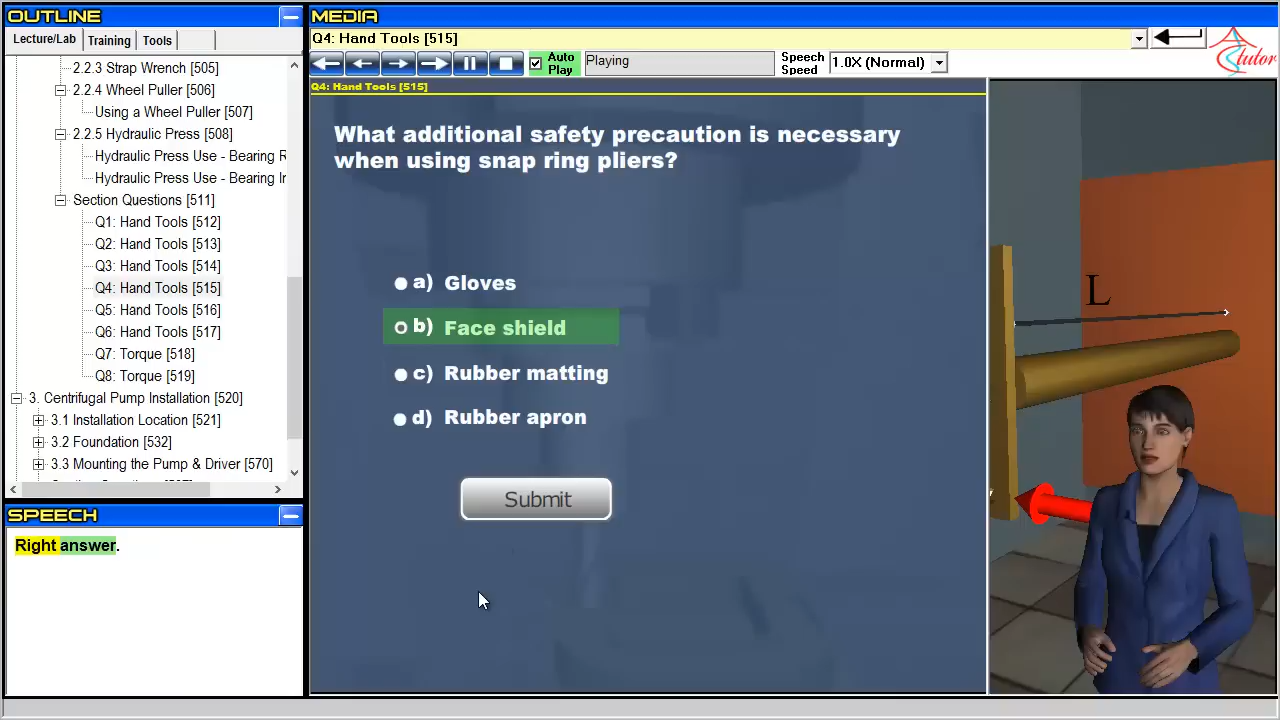 OUTLINE
Lecture/Lab
Training
Tools
2.2.3 Strap Wrench [505]
2.2.4 Wheel Puller [506]
Using a Wheel Puller [507]
2.2.5 Hydraulic Press [508]
Hydraulic Press Use - Bearing R
Hydraulic Press Use - Bearing In
Section Questions [511]
Q1: Hand Tools [512]
Q2: Hand Tools [513]
Q3: Hand Tools [514]
Q4: Hand Tools [515]
Q5: Hand Tools [516]
Q6: Hand Tools [517]
Q7: Torque [518]
Q8: Torque [519]
3. Centrifugal Pump Installation [520]
3.1 Installation Location [521]
3.2 Foundation [532]
3.3 Mounting the Pump & Driver [570]
SPEECH
Right answer.
MEDIA
Q4: Hand Tools [515]
Auto
Play
Playing
Speech
Speed
1.0X (Normal)
tutor
Q4: Hand Tools [515]
What additional safety precaution is necessary
when using snap ring pliers?
a) Gloves
b) Face shield
c) Rubber matting
d) Rubber apron
Submit
L